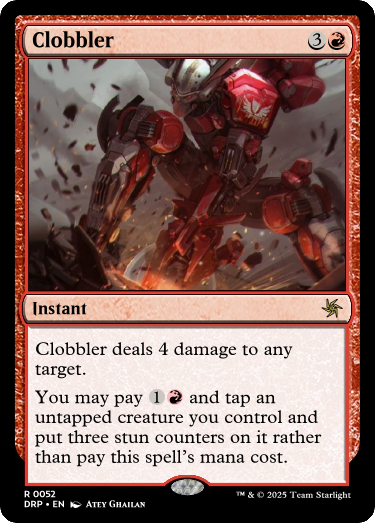 Clobbler 3
Instant
Clobbler deals 4 damage to any
target.
You may pay 1 and tap an
untapped creature you control and
put three stun counters on it rather
than pay this spell's mana cost.
R 0052
DRP • EN Atey Ghailan
™ & © 2025 Team Starlight